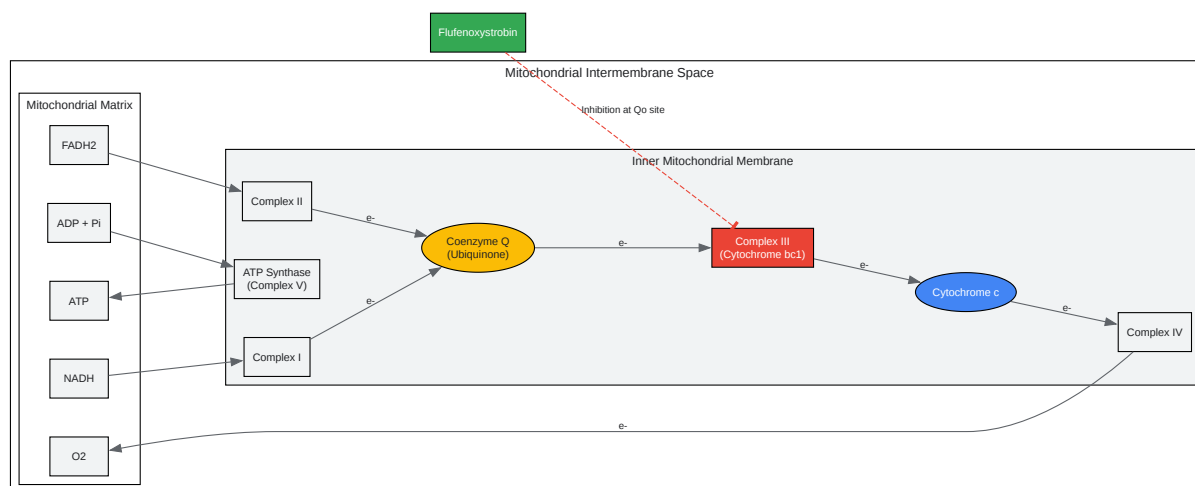 Flufenoxystrobin
Mitochondrial Intermembrane Space
Mitochondrial Matrix
Inhibition at Qo site
FADH2
Inner Mitochondrial Membrane
Complex II
e-
ADP + Pi
Coenzyme Q
(Ubiquinone)
e-
Complex III
(Cytochrome bc1)
e-
ATP Synthase
(Complex V)
ATP
e-
Cytochrome c
e-
Complex IV
Complex I
NADH
e-
O2